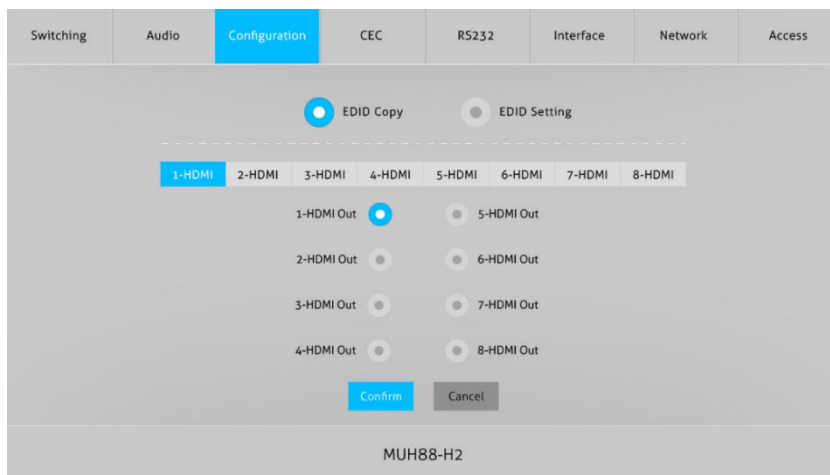 Switching Audio Configuration CEC RS232 Interface Network Access
EDID Copy EDID Setting
1-HDMI 2-HDMI 3-HDMI 4-HDMI 5-HDMI 6-HDMI 7-HDMI 8-HDMI
1-HDMI Out 5-HDMI Out
2-HDMI Out 6-HDMI Out
3-HDMI Out 7-HDMI Out
4-HDMI Out 8-HDMI Out
Confirm Cancel
MUH88-H2